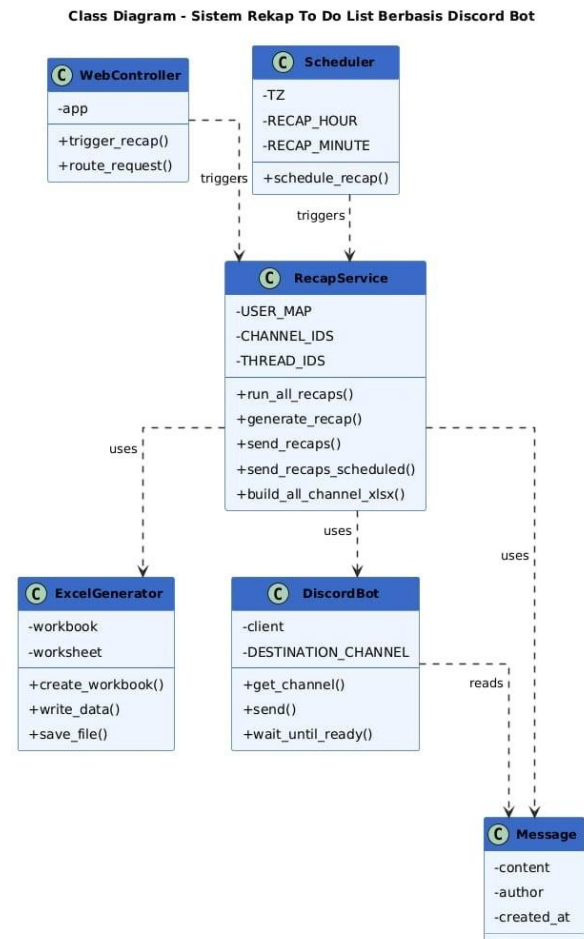 Class Diagram - Sistem Rekap To Do List Berbasis Discord Bot
C WebController
-app
+trigger_recap()
+route_request()
C Scheduler
-TZ
-RECAP_HOUR
-RECAP_MINUTE
+schedule_recap()
triggers
triggers
C RecapService
-USER_MAP
-CHANNEL_IDS
-THREAD_IDS
+run_all_recaps()
+generate_recap()
+send_recaps()
+send_recaps_scheduled()
+build_all_channel_xlsx()
uses
uses
uses
C ExcelGenerator
-workbook
-worksheet
+create_workbook()
+write_data()
+save_file()
C DiscordBot
-client
-DESTINATION_CHANNEL
+get_channel()
+send()
+wait_until_ready()
reads
C Message
-content
-author
-created_at